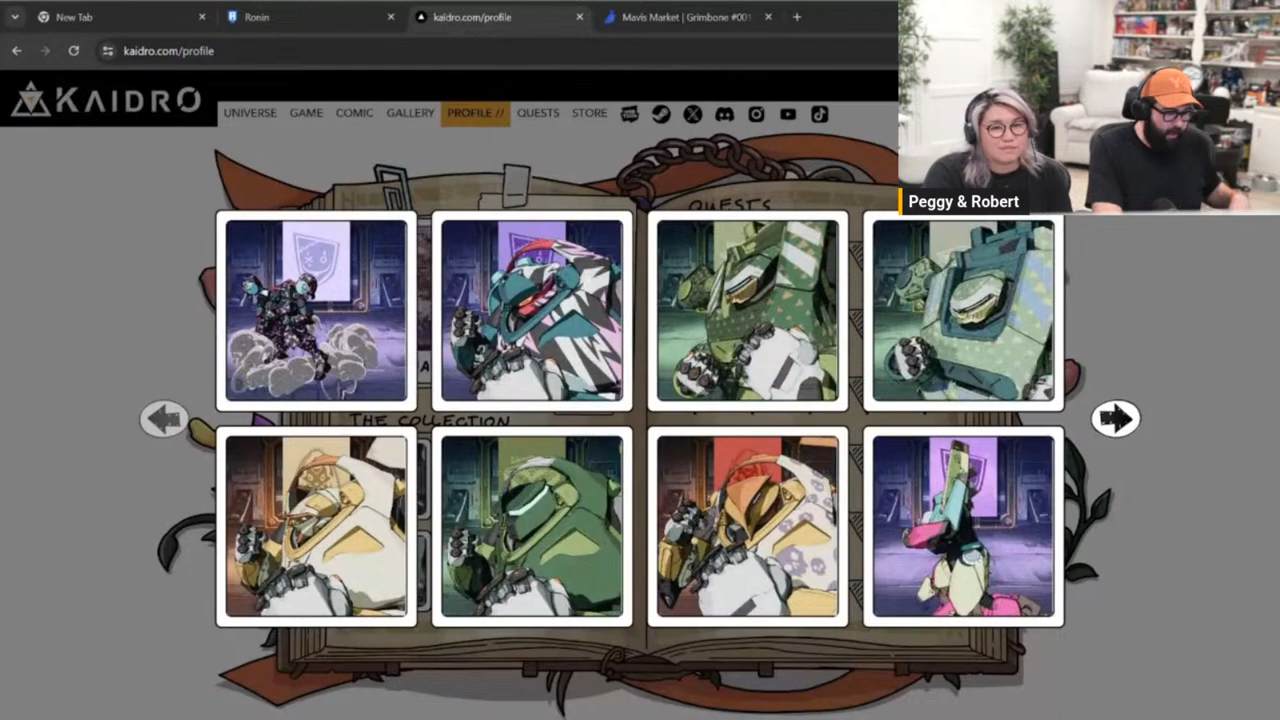 New Tab
Ronin
kaidro.com/profile
Mavis Market | Grimbone #001
kaidro.com/profile
KAIDRO
UNIVERSE
GAME
COMIC
GALLERY
PROFILE //
QUESTS
STORE
Peggy & Robert
QUESTS
THE COLLECTION